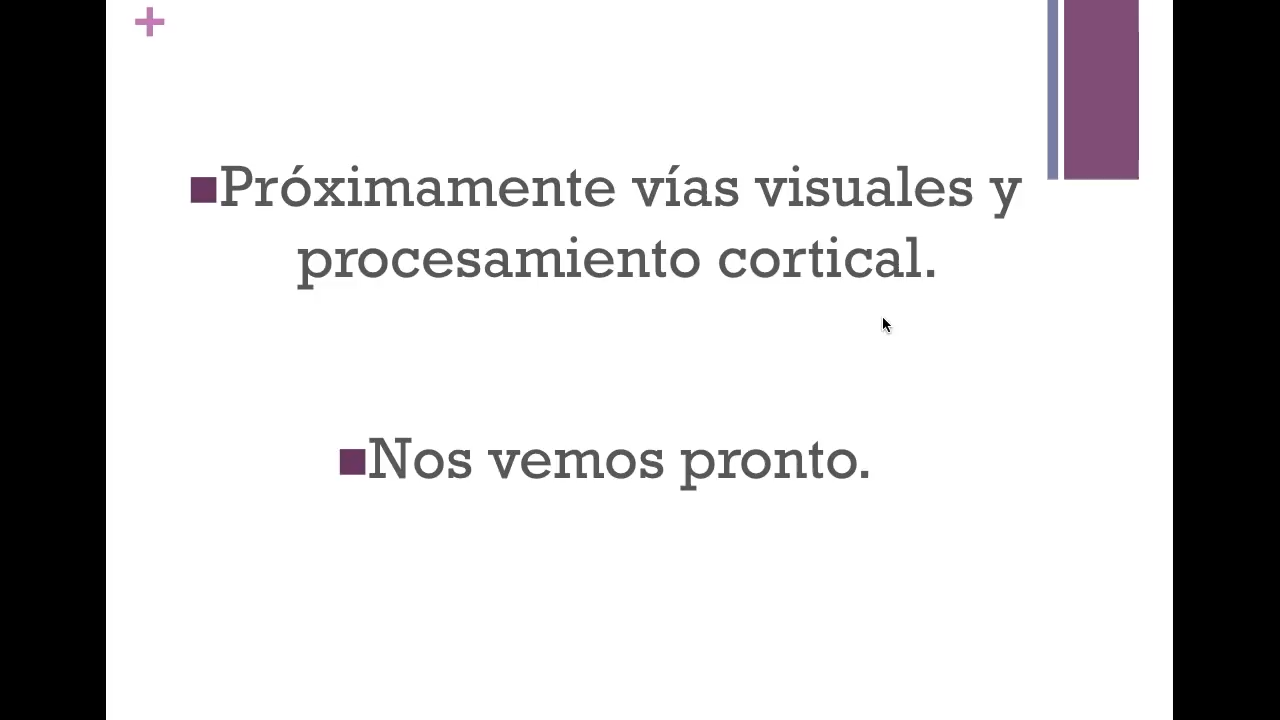 Próximamente vías visuales y
procesamiento cortical.
Nos vemos pronto.